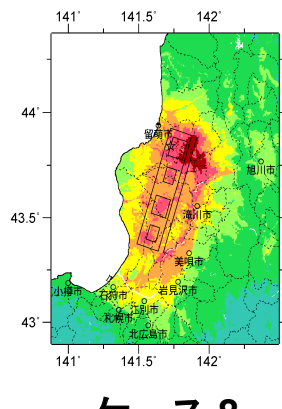 141° 141.5° 142°
44°
留萌市
旭川市
43.5°
滝川市
美唄市
小樽市 石狩市 岩見沢市
江別市
札幌市
43° 北広島市
141° 141.5° 142°